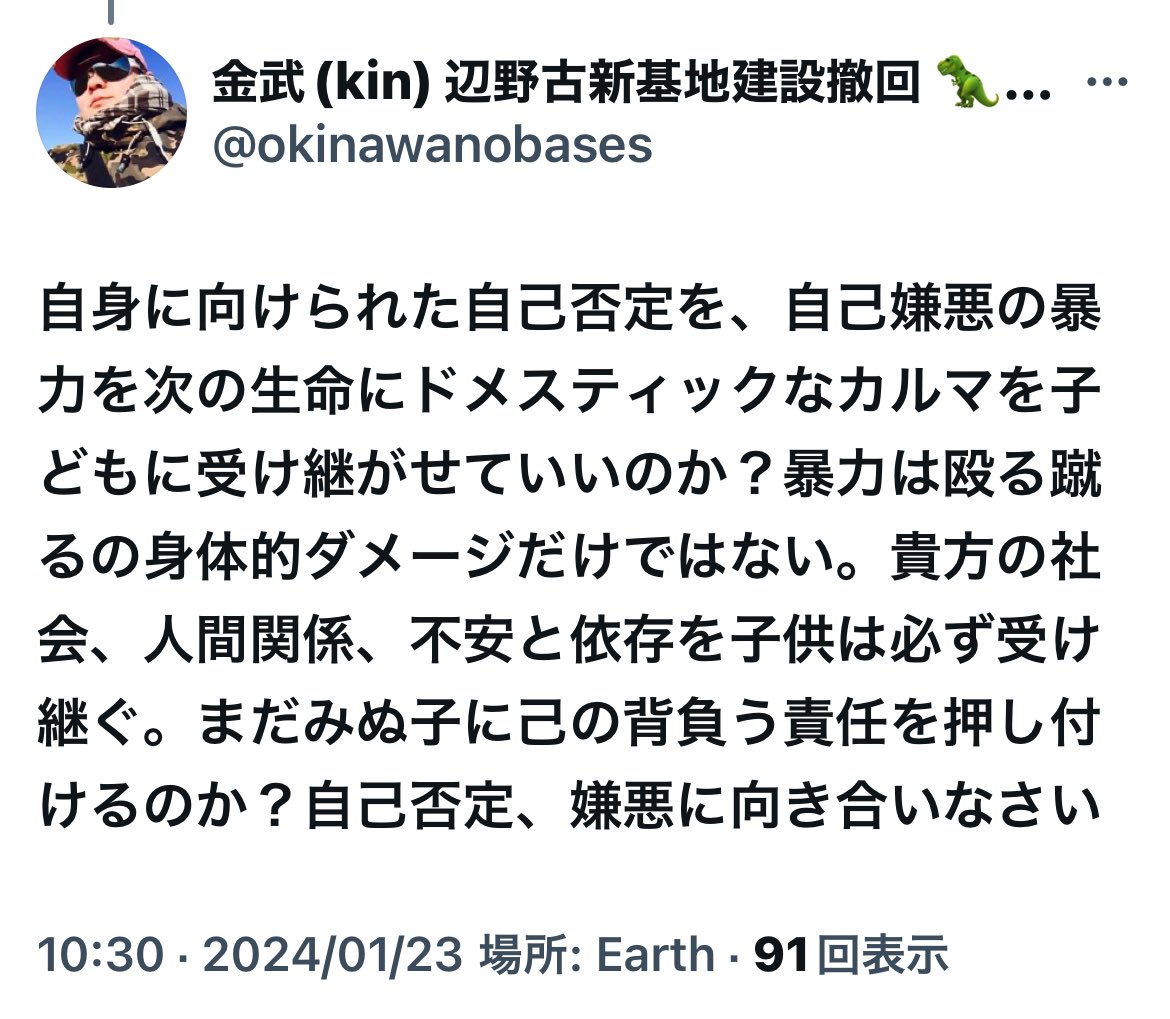 金武 (kin) 辺野古新基地建設撤回 🦖...
@okinawanobases
自身に向けられた自己否定を、自己嫌悪の暴
力を次の生命にドメスティックなカルマを子
どもに受け継がせていいのか？暴力は殴る蹴
るの身体的ダメージだけではない。貴方の社
会、人間関係、不安と依存を子供は必ず受け
継ぐ。まだみぬ子に己の背負う責任を押し付
けるのか？自己否定、嫌悪に向き合いなさい
10:30 · 2024/01/23 場所: Earth · 91回表示